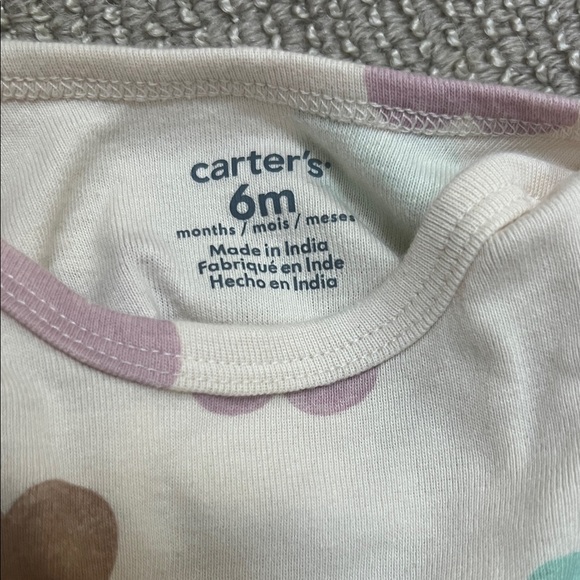 carter's
6m
months / mois / meses
Made in India
Fabriqué en Inde
Hecho en India